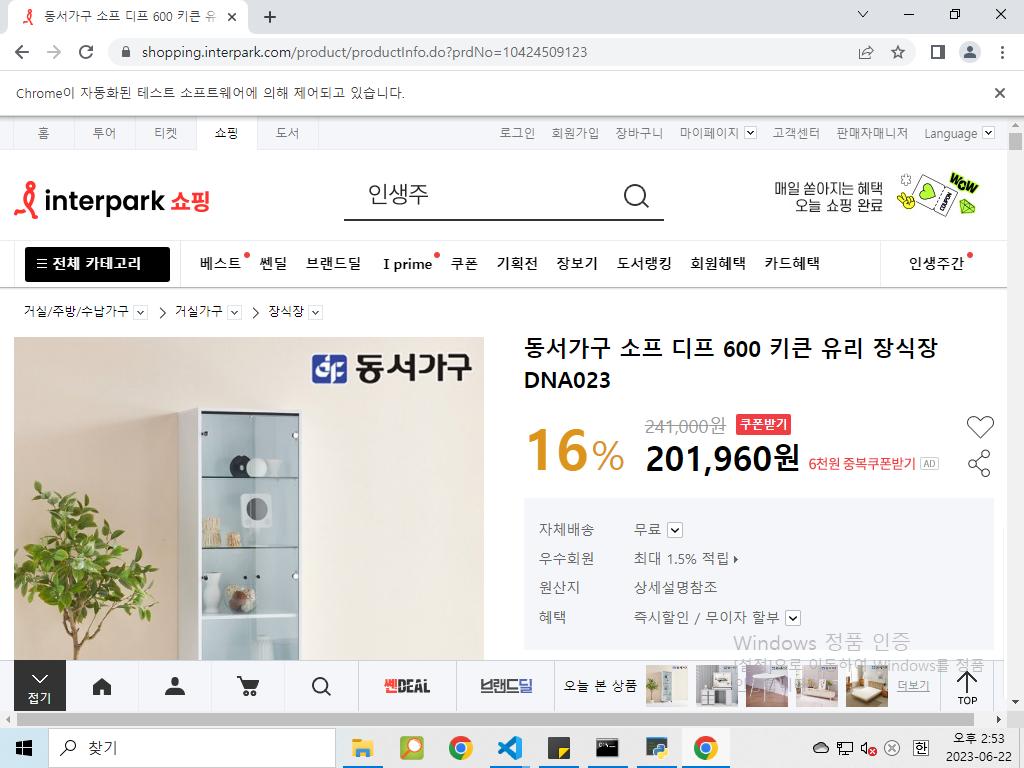 동서가구 소프 디프 600 키큰 유
shopping.interpark.com/product/productInfo.do?prdNo=10424509123
Chrome이 자동화된 테스트 소프트웨어에 의해 제어되고 있습니다.
홈 투어 티켓 쇼핑 도서 로그인 회원가입 장바구니 마이페이지 고객센터 판매자매니저 Language
interpark 쇼핑
인생주
매일 쏟아지는 혜택
오늘 쇼핑 완료
WOW
COUPON
전체 카테고리 베스트 쎈딜 브랜드딜 I prime 쿠폰 기획전 장보기 도서랭킹 회원혜택 카드혜택 인생주간
거실/주방/수납가구 거실가구 장식장
동서가구
동서가구 소프 디프 600 키큰 유리 장식장
DNA023
241,000원 쿠폰받기
16% 201,960원 6천원 중복쿠폰받기 AD
자체배송 무료
우수회원 최대 1.5% 적립
원산지 상세설명참조
혜택 즉시할인 / 무이자 할부
Windows 정품 인증
[설정]으로 이동하여 Windows를 정품
접기
쎈DEAL
브랜드딜
오늘 본 상품
더보기
TOP
찾기
한
오후 2:53
2023-06-22